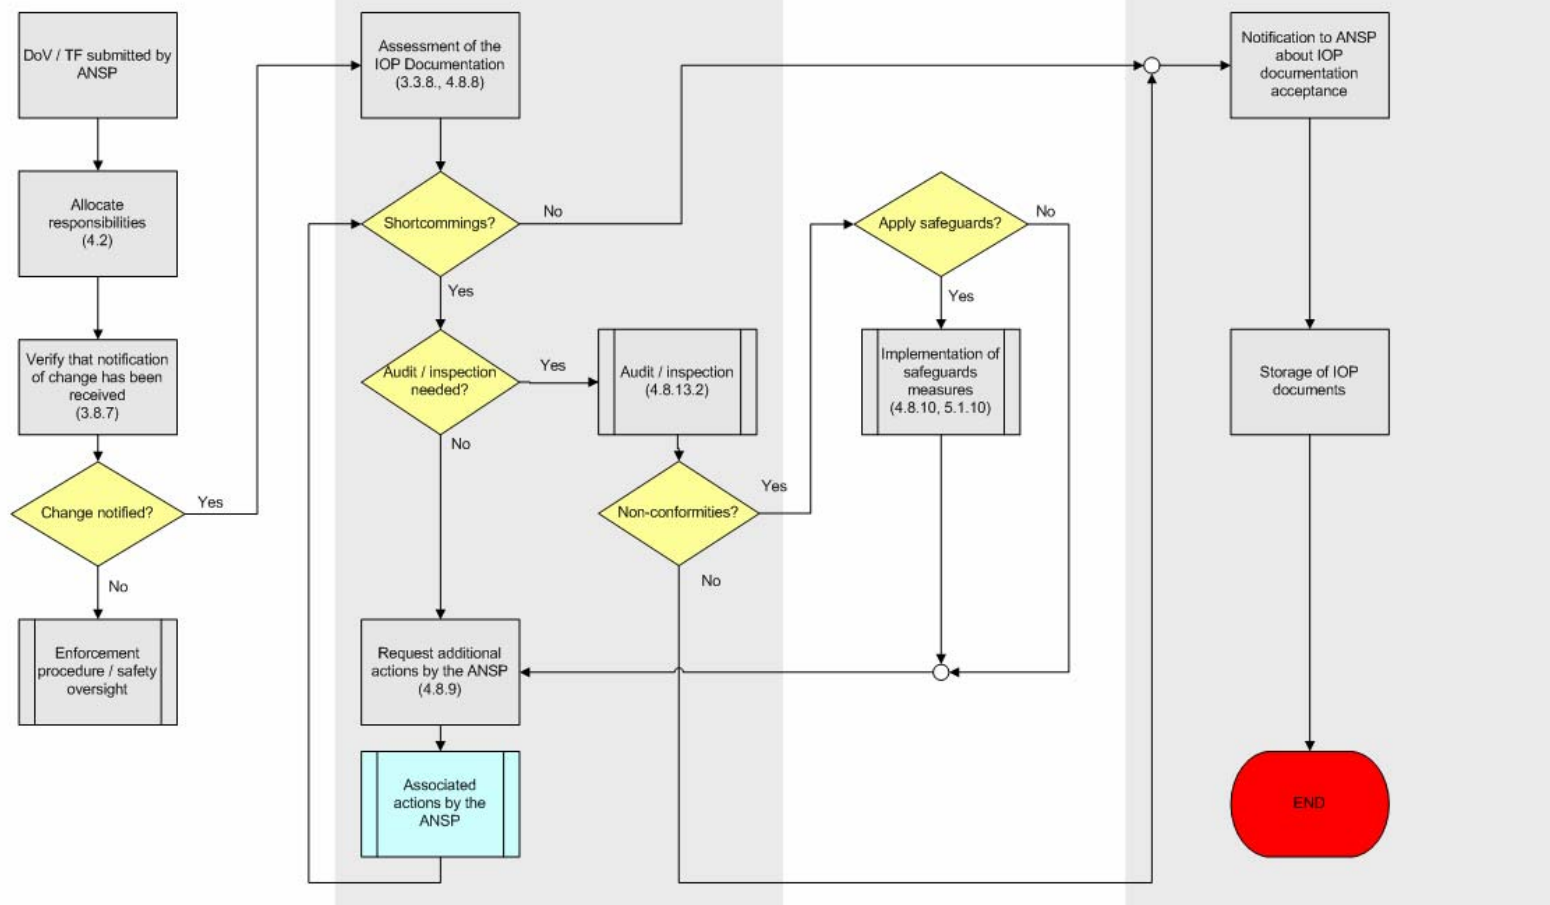 DoV / TF submitted by
ANSP
Allocate
responsibilities
(4.2)
Verify that notification
of change has been
received
(3.8.7)
Change notified?
Yes
No
Enforcement
procedure / safety
oversight
Assessment of the
IOP Documentation
(3.3.8., 4.8.8)
Shortcommings?
No
Yes
Audit / inspection
needed?
Yes
No
Audit / inspection
(4.8.13.2)
Non-conformities?
Yes
No
Request additional
actions by the ANSP
(4.8.9)
Associated
actions by the
ANSP
Apply safeguards?
No
Yes
Implementation of
safeguards
measures
(4.8.10, 5.1.10)
Notification to ANSP
about IOP
documentation
acceptance
Storage of IOP
documents
END